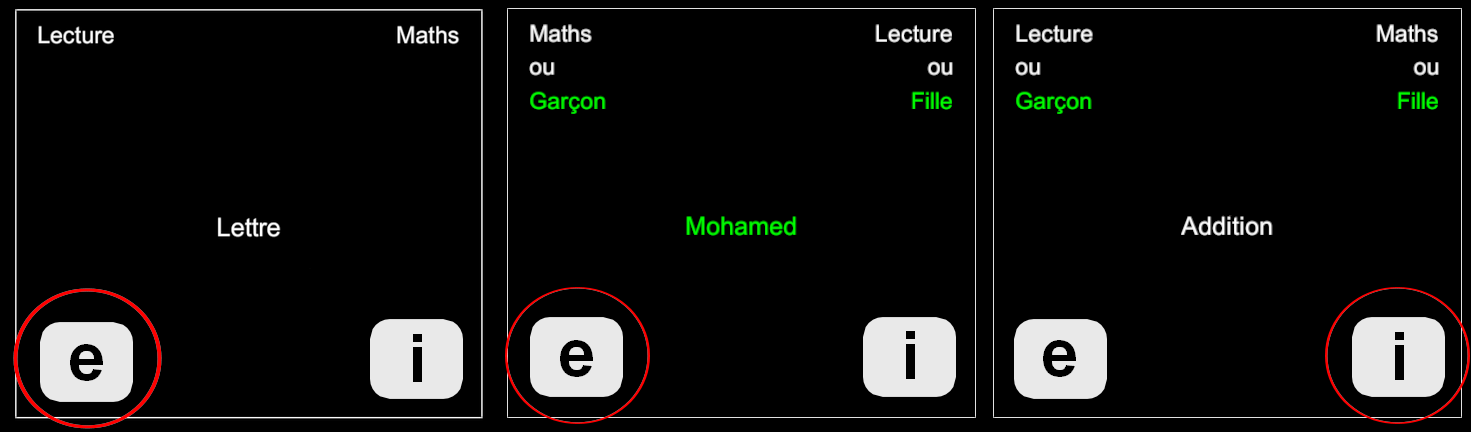 Lecture Maths
Lettre
e i
Maths Lecture
ou ou
Garçon Fille
Mohamed
e i
Lecture Maths
ou ou
Garçon Fille
Addition
e i